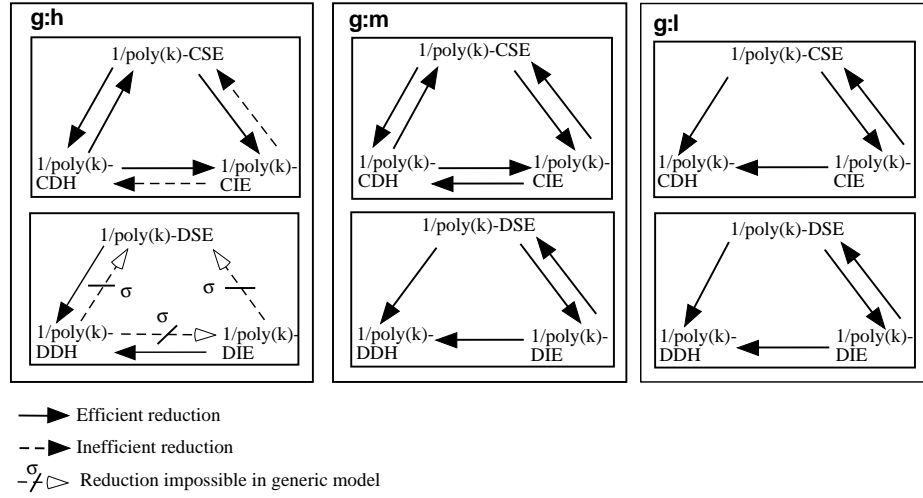 g:h
1/poly(k)-CSE
1/poly(k)-
CDH
1/poly(k)-
CIE
1/poly(k)-DSE
σ
σ
σ
1/poly(k)-
DDH
1/poly(k)-
DIE
g:m
1/poly(k)-CSE
1/poly(k)-
CDH
1/poly(k)-
CIE
1/poly(k)-DSE
1/poly(k)-
DDH
1/poly(k)-
DIE
g:l
1/poly(k)-CSE
1/poly(k)-
CDH
1/poly(k)-
CIE
1/poly(k)-DSE
1/poly(k)-
DDH
1/poly(k)-
DIE
Efficient reduction
Inefficient reduction
σ
Reduction impossible in generic model